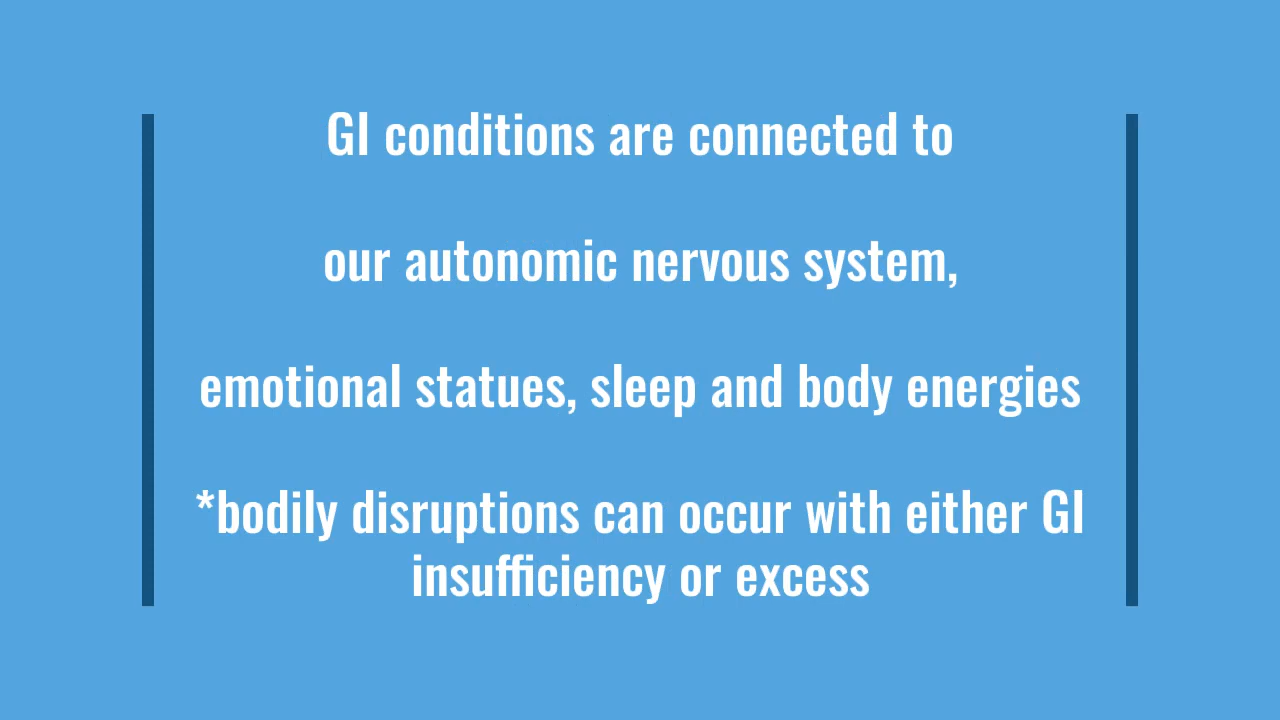 GI conditions are connected to
our autonomic nervous system,
emotional statues, sleep and body energies
*bodily disruptions can occur with either GI
insufficiency or excess